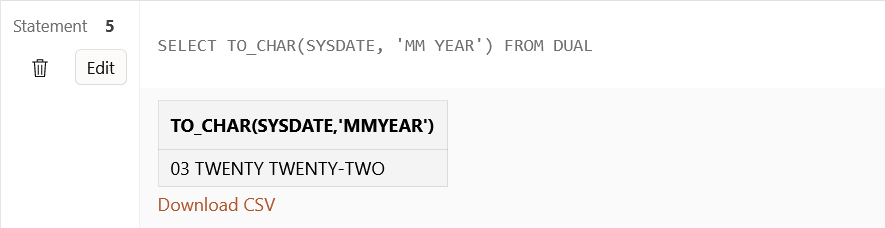 Statement 5
Edit
SELECT TO_CHAR(SYSDATE, 'MM YEAR') FROM DUAL
TO_CHAR(SYSDATE,'MMYEAR')
03 TWENTY TWENTY-TWO
Download CSV